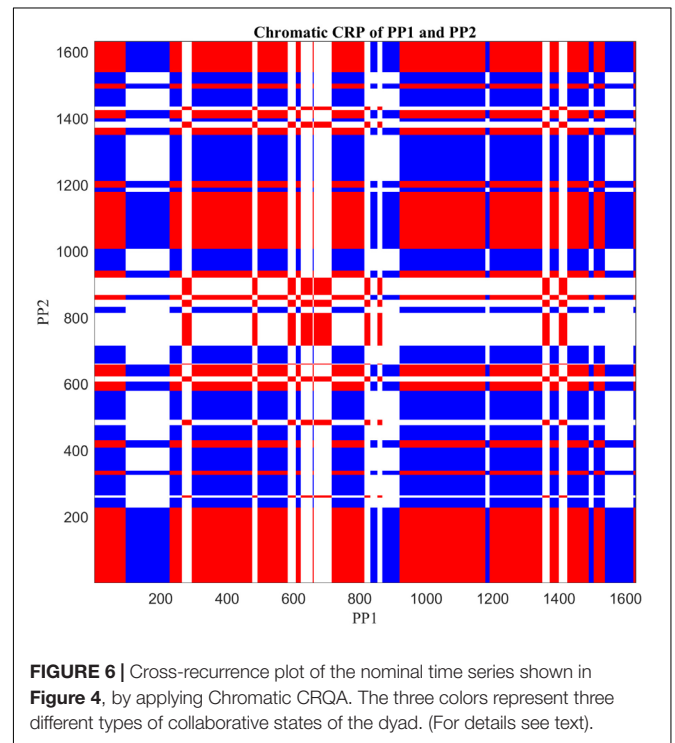 Chromatic CRP of PP1 and PP2
1600
1400
1200
1000
800
600
400
200
PP2
200 400 600 800 1000 1200 1400 1600
PP1
FIGURE 6 | Cross-recurrence plot of the nominal time series shown in
Figure 4, by applying Chromatic CRQA. The three colors represent three
different types of collaborative states of the dyad. (For details see text).